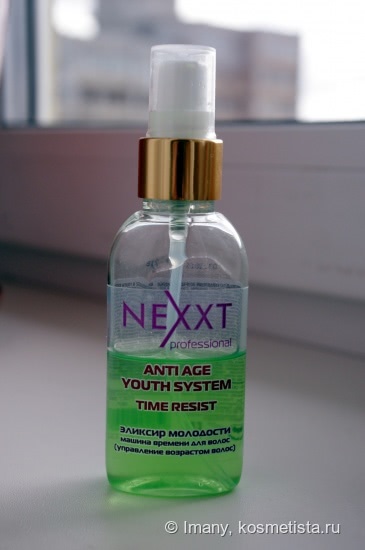 NEXXT
professional
ANTI AGE
YOUTH SYSTEM
TIME RESIST
ЭЛИКСИР МОЛОДОСТИ
МАШИНА ВРЕМЕНИ ДЛЯ ВОЛОС
(УПРАВЛЕНИЕ ВОЗРАСТОМ ВОЛОС)
© Imany, kosmetista.ru